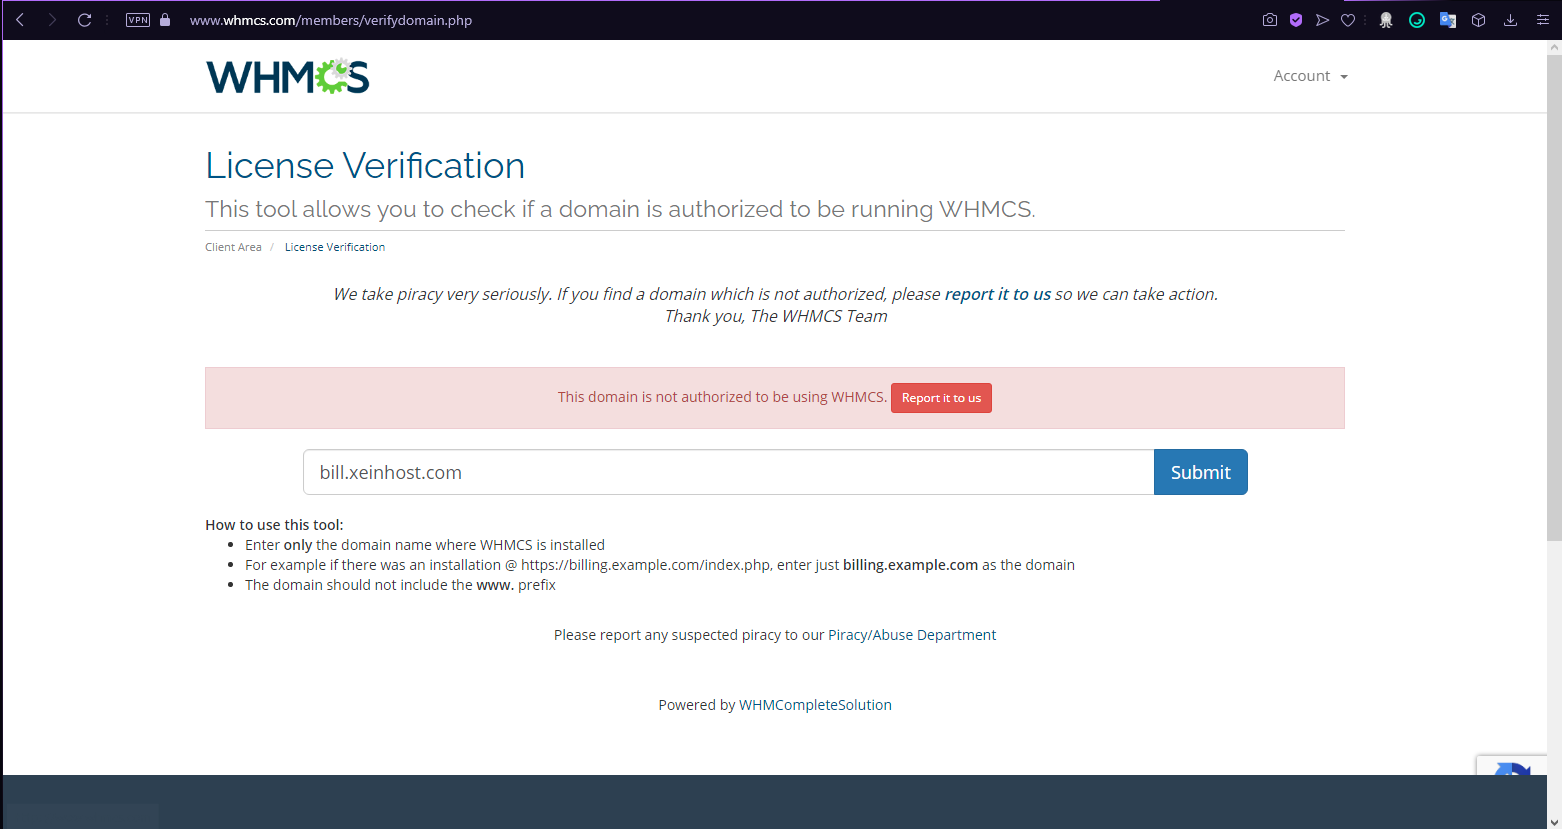 VPN www.whmcs.com/members/verifydomain.php
WHMCS
Account
License Verification
This tool allows you to check if a domain is authorized to be running WHMCS.
Client Area / License Verification
We take piracy very seriously. If you find a domain which is not authorized, please report it to us so we can take action.
Thank you, The WHMCS Team
This domain is not authorized to be using WHMCS. Report it to us
bill.xeinhost.com Submit
How to use this tool:
• Enter only the domain name where WHMCS is installed
• For example if there was an installation @ https://billing.example.com/index.php, enter just billing.example.com as the domain
• The domain should not include the www. prefix
Please report any suspected piracy to our Piracy/Abuse Department
Powered by WHMCompleteSolution